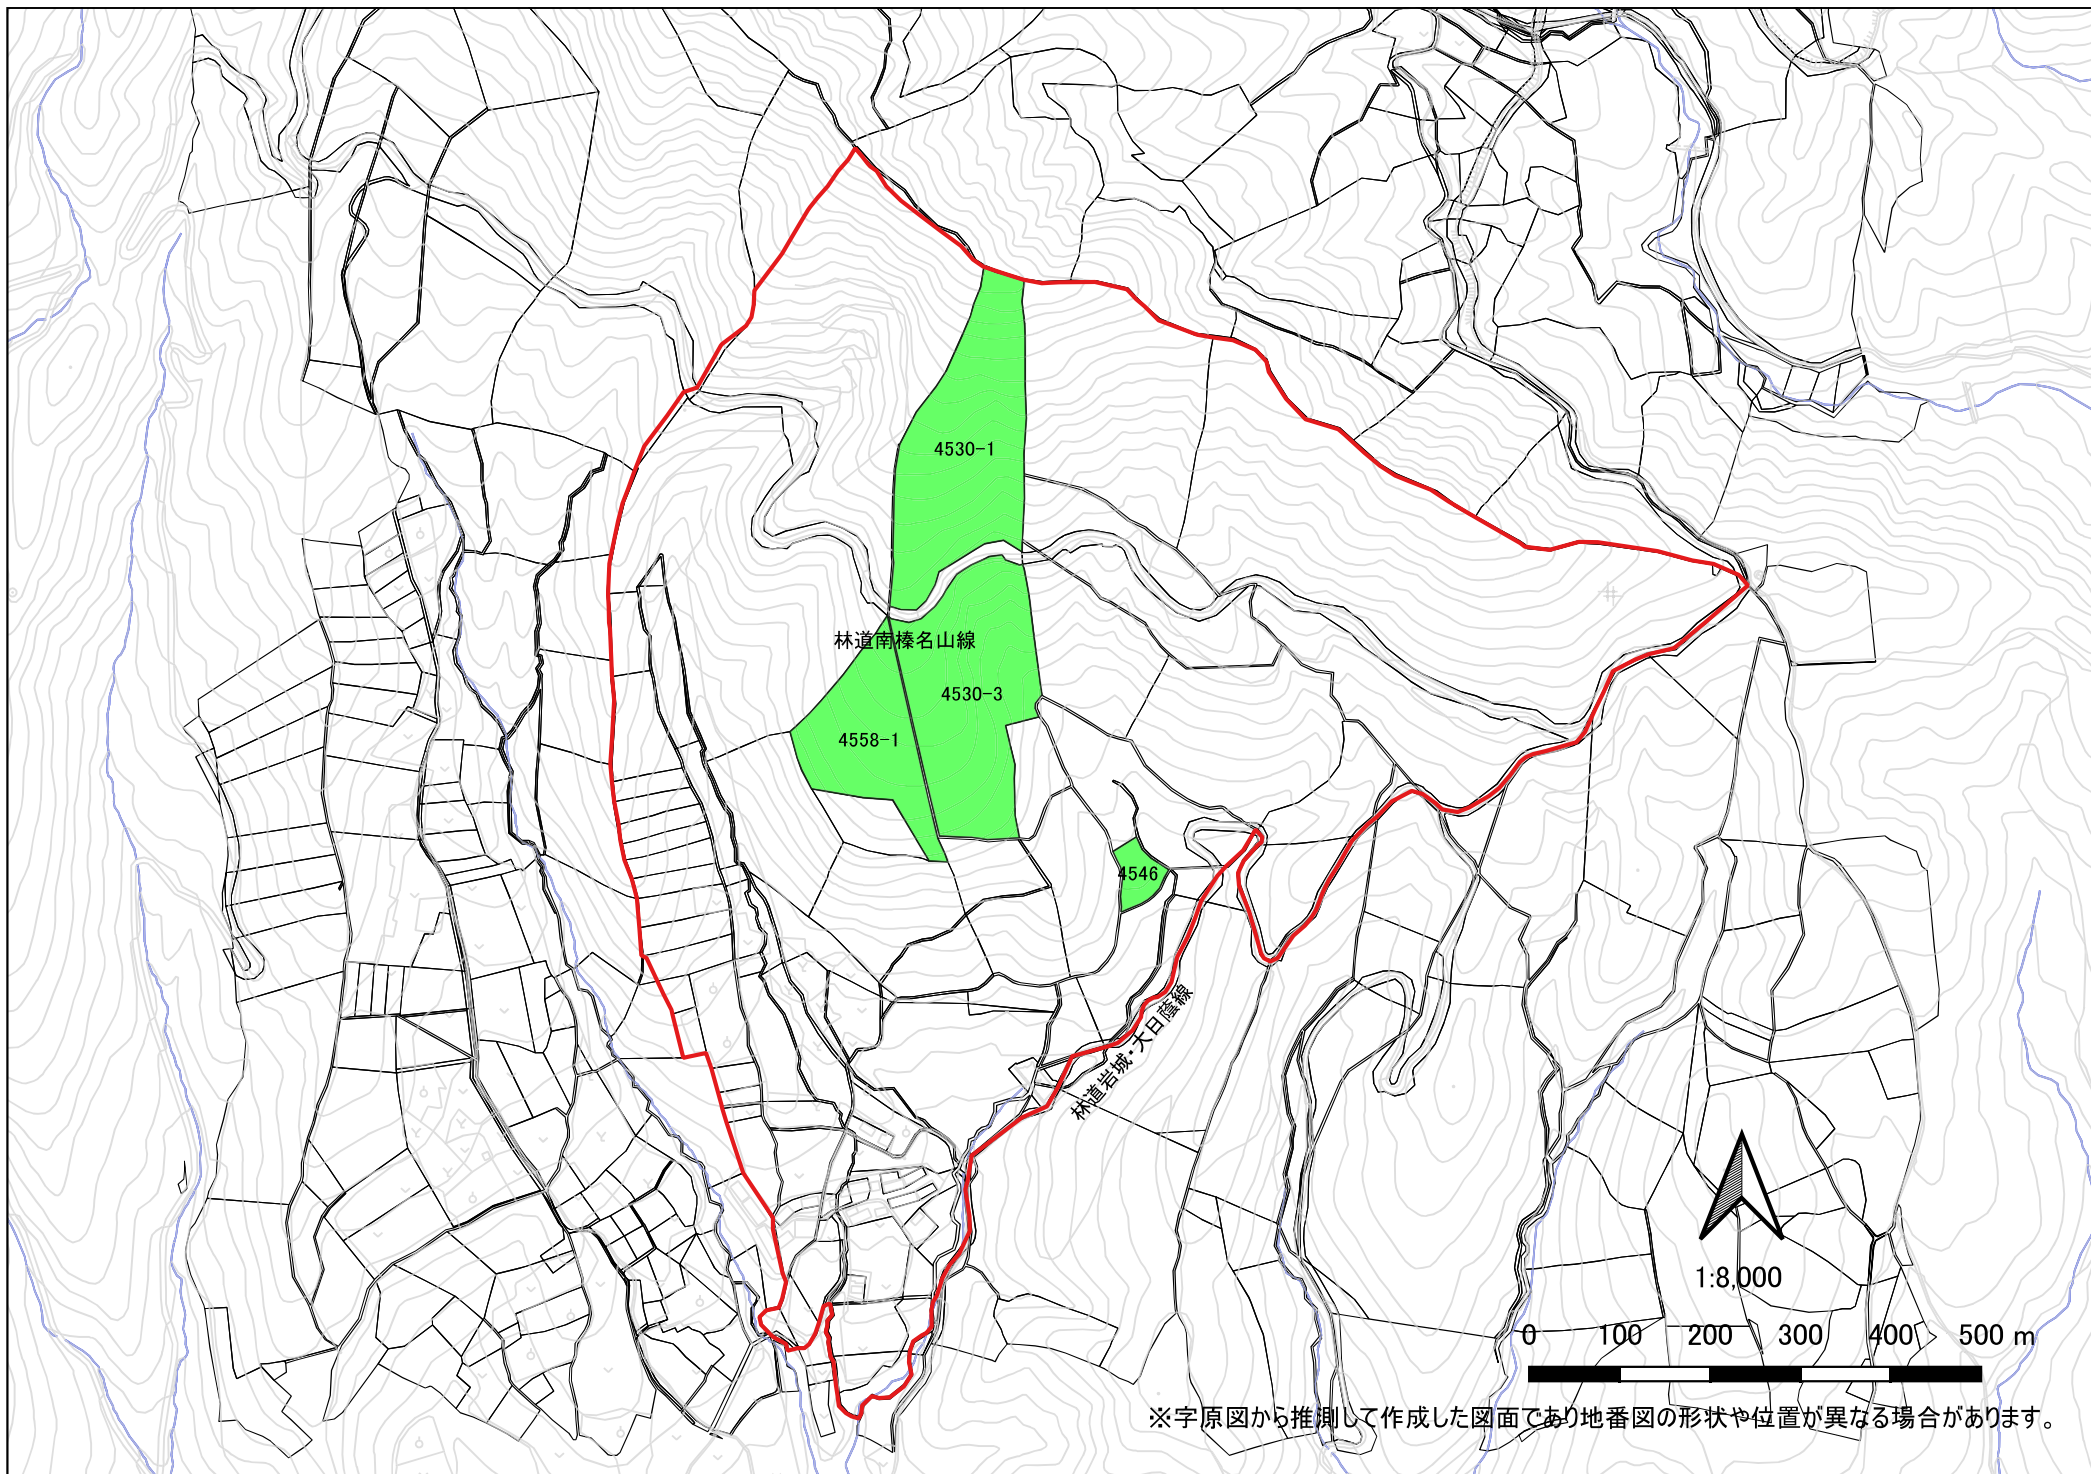 4530-1
林道南榛名山線
4530-3
4558-1
4546
林道岩城・大日蔭線
1:8,000
0 100 200 300 400 500 m
※字原図から推測して作成した図面であり地番図の形状や位置が異なる場合があります。